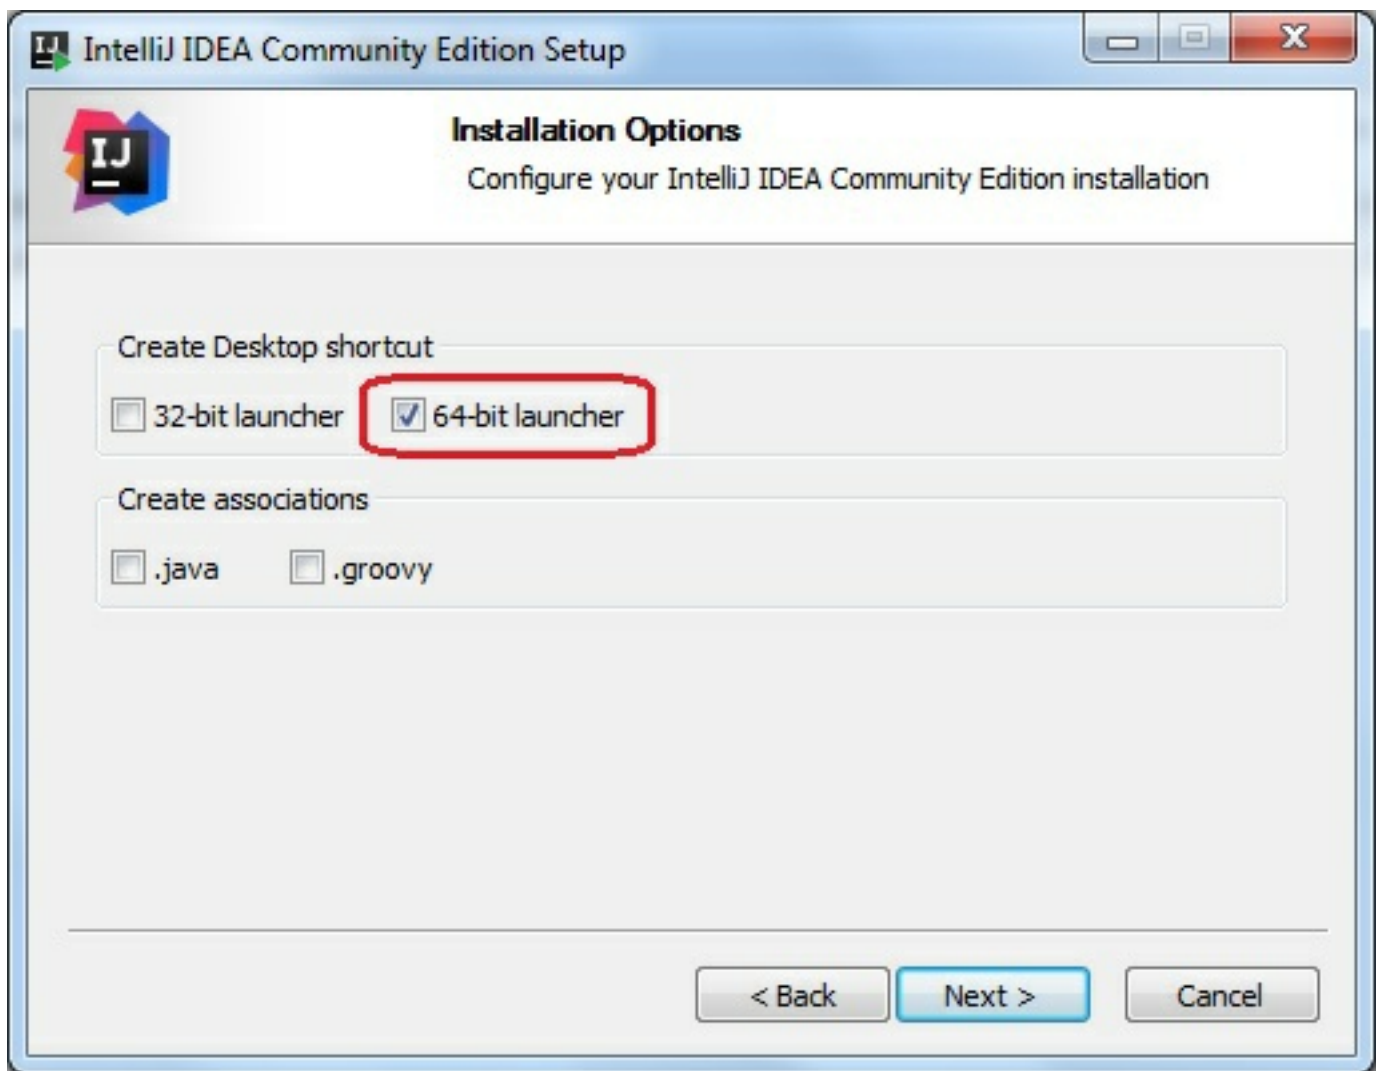 IntelliJ IDEA Community Edition Setup
IJ
Installation Options
Configure your IntelliJ IDEA Community Edition installation
Create Desktop shortcut
32-bit launcher 64-bit launcher
Create associations
.java .groovy
< Back Next > Cancel